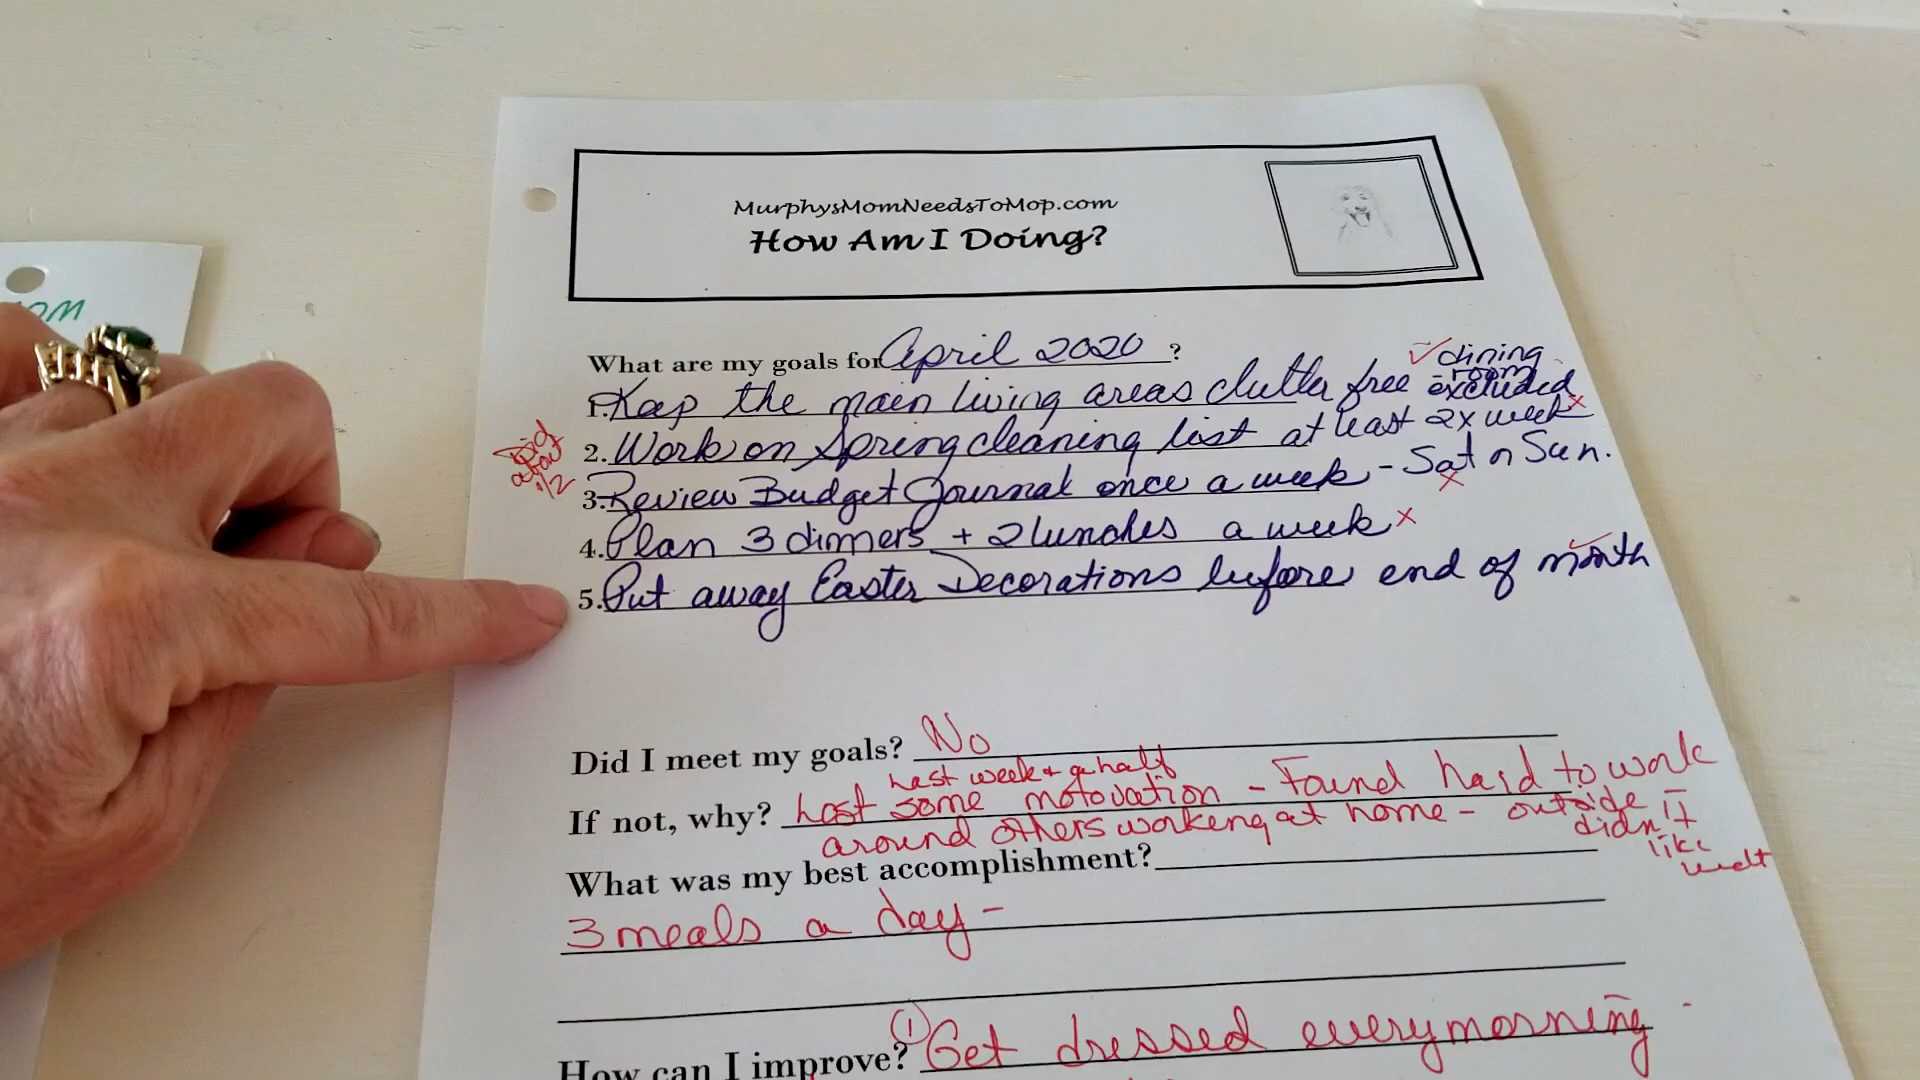 MurphysMomNeedsToMop.com
How Am I Doing?
What are my goals for April 2020 ?
1. Keep the main living areas clutter free ✓ dining room excluded
2. Work on Spring cleaning list at least 2x week x
Did about 1/2
3. Review Budget Journal once a week - Sat n Sun. x
4. Plan 3 dinners + 2 lunches a week x
5. Put away Easter Decorations before end of month
Did I meet my goals? No
Last week + a half
If not, why? Lost some motovation - Found hard to work
around others working at home - outside
didn't like
What was my best accomplishment?
3 meals a day -
How can I improve? (1) Get dressed every morning